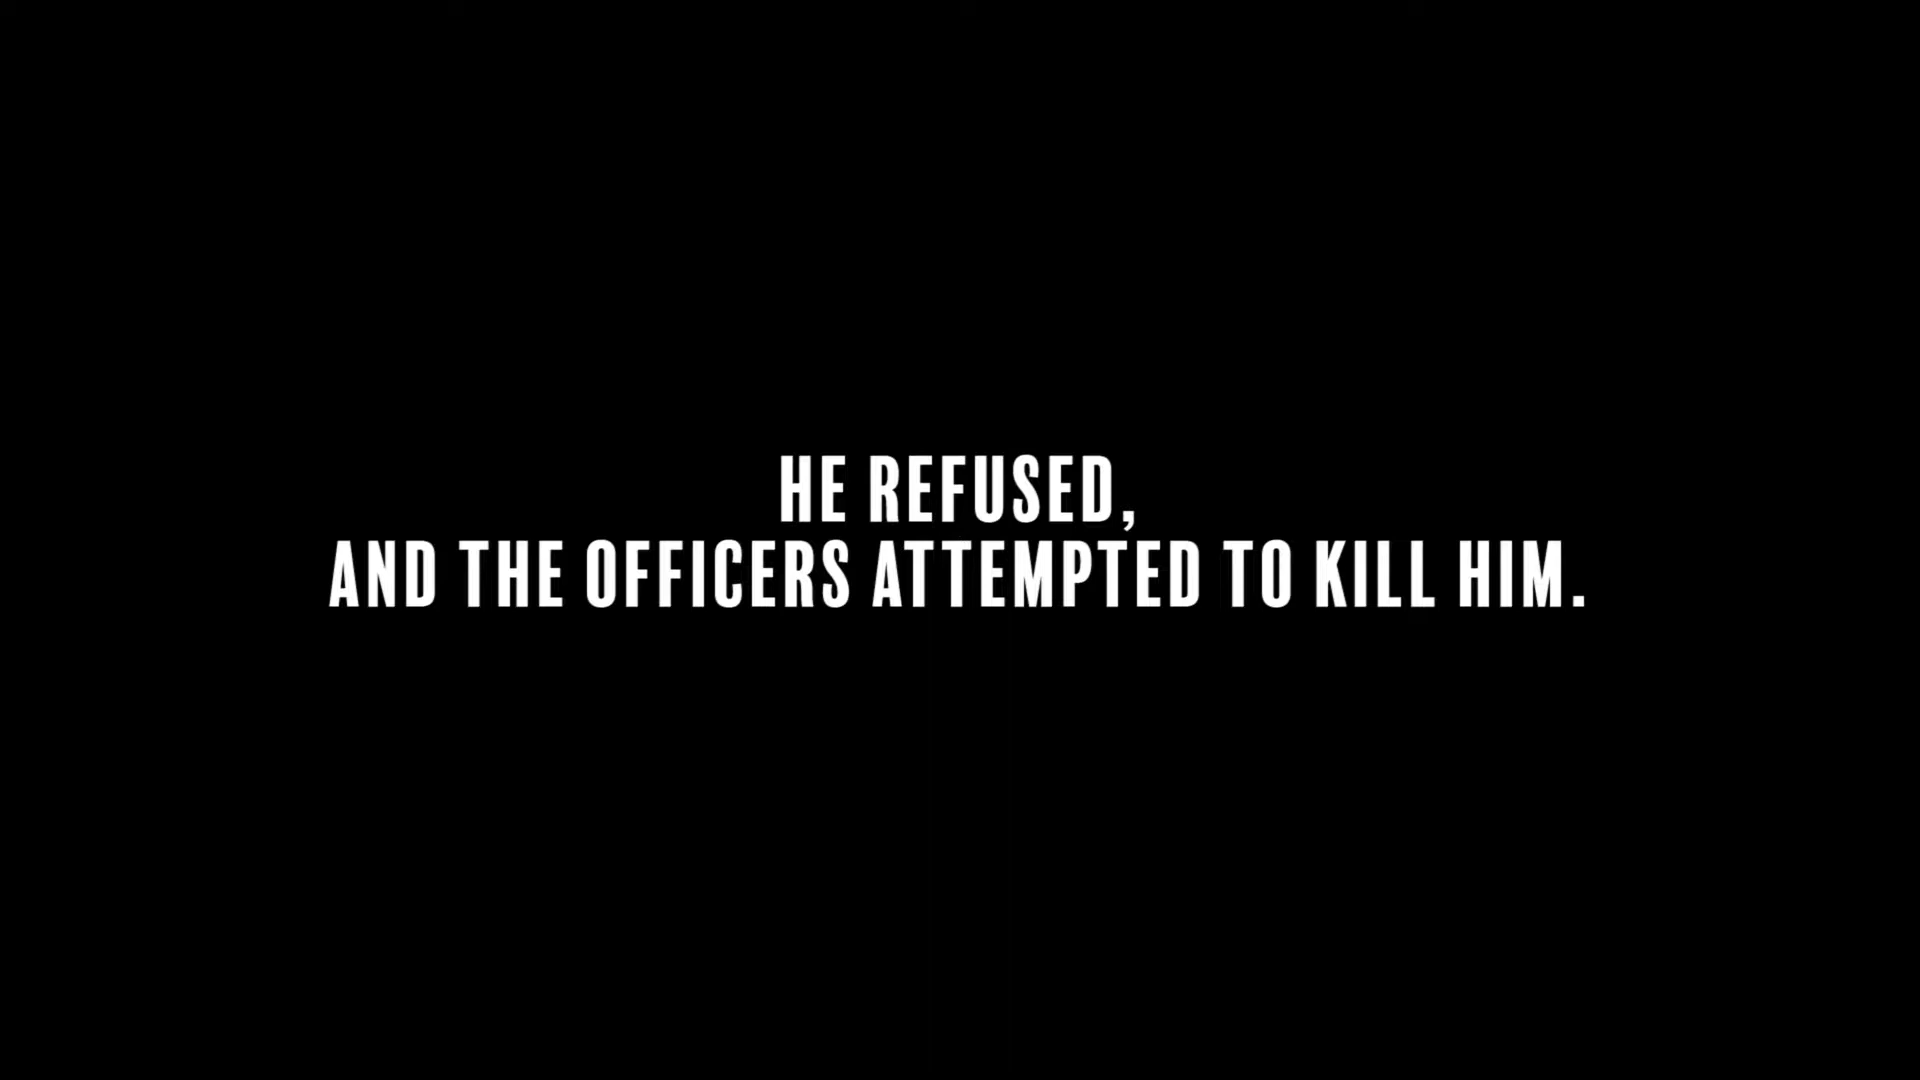 HE REFUSED,
AND THE OFFICERS ATTEMPTED TO KILL HIM.